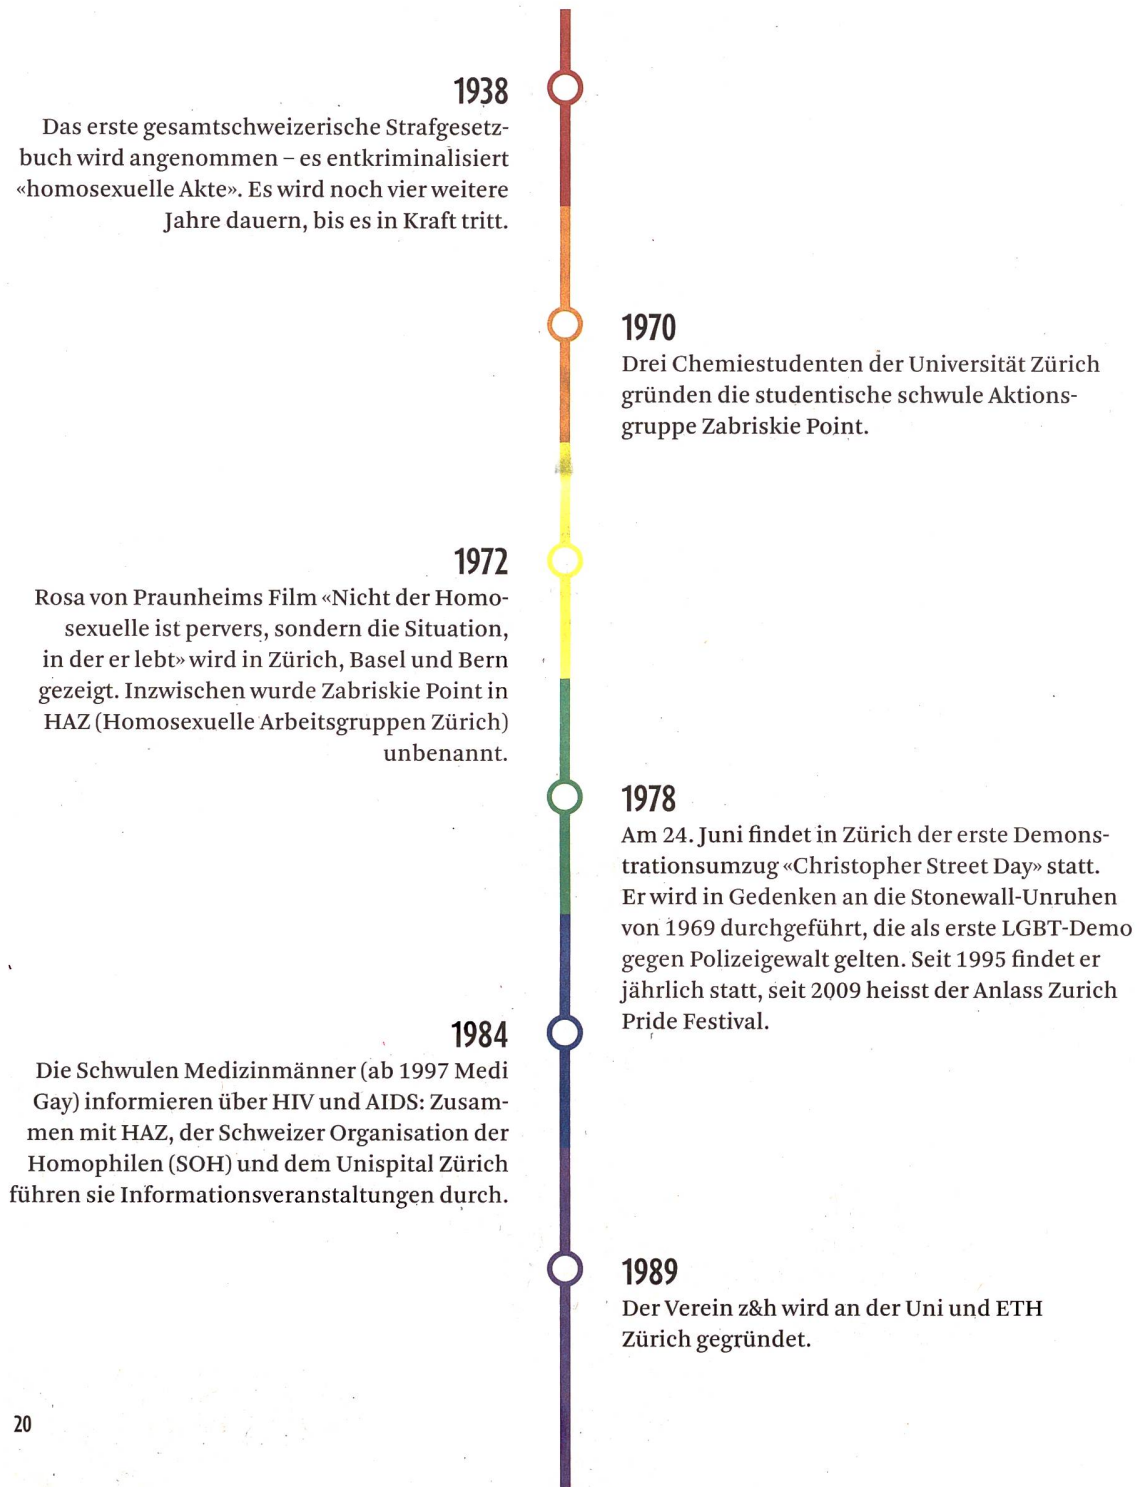 1938
Das erste gesamtschweizerische Strafgesetz-
buch wird angenommen – es entkriminalisiert
«homosexuelle Akte». Es wird noch vier weitere
Jahre dauern, bis es in Kraft tritt.
1970
Drei Chemiestudenten der Universität Zürich
gründen die studentische schwule Aktions-
gruppe Zabriskie Point.
1972
Rosa von Praunheims Film «Nicht der Homo-
sexuelle ist pervers, sondern die Situation,
in der er lebt» wird in Zürich, Basel und Bern
gezeigt. Inzwischen wurde Zabriskie Point in
HAZ (Homosexuelle Arbeitsgruppen Zürich)
unbenannt.
1978
Am 24. Juni findet in Zürich der erste Demons-
trationsumzug «Christopher Street Day» statt.
Er wird in Gedenken an die Stonewall-Unruhen
von 1969 durchgeführt, die als erste LGBT-Demo
gegen Polizeigewalt gelten. Seit 1995 findet er
jährlich statt, seit 2009 heisst der Anlass Zurich
Pride Festival.
1984
Die Schwulen Medizinmänner (ab 1997 Medi
Gay) informieren über HIV und AIDS: Zusam-
men mit HAZ, der Schweizer Organisation der
Homophilen (SOH) und dem Unispital Zürich
führen sie Informationsveranstaltungen durch.
1989
Der Verein z&h wird an der Uni und ETH
Zürich gegründet.
20